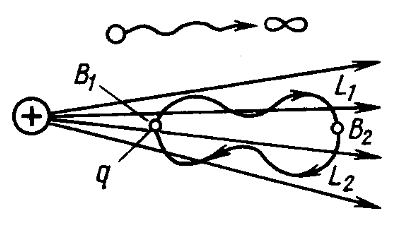 ∞
B₁
L₁
+
B₂
q
L₂